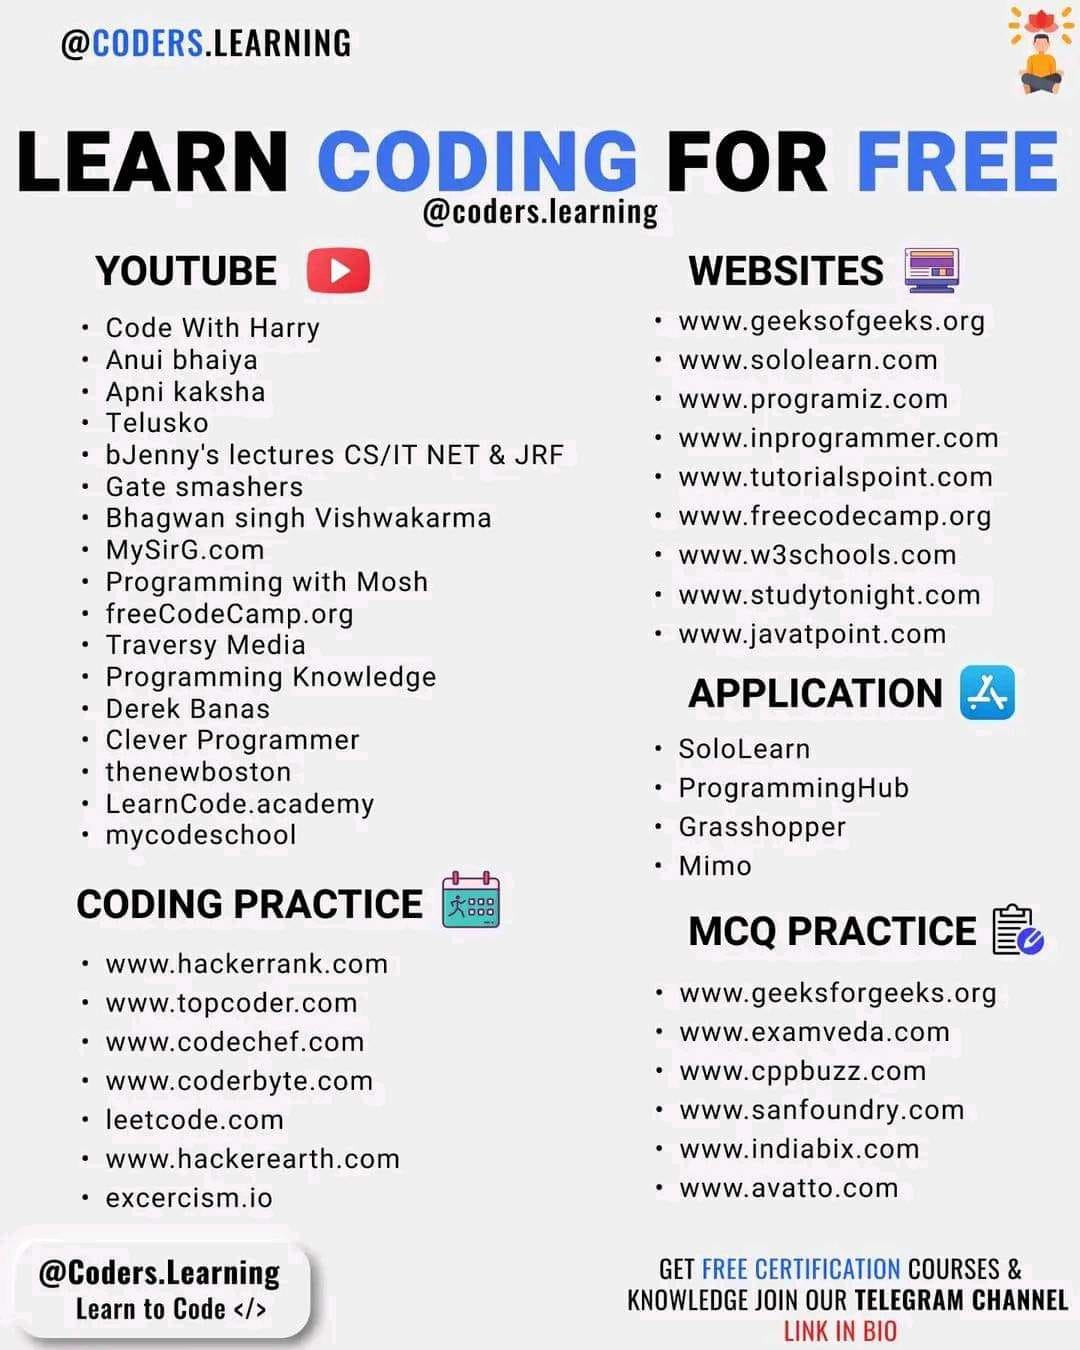 @CODERS.LEARNING
LEARN CODING FOR FREE
@coders.learning
YOUTUBE
• Code With Harry
• Anui bhaiya
• Apni kaksha
• Telusko
• bJenny's lectures CS/IT NET & JRF
• Gate smashers
• Bhagwan singh Vishwakarma
• MySirG.com
• Programming with Mosh
• freeCodeCamp.org
• Traversy Media
• Programming Knowledge
• Derek Banas
• Clever Programmer
• thenewboston
• LearnCode.academy
• mycodeschool
CODING PRACTICE
• www.hackerrank.com
• www.topcoder.com
• www.codechef.com
• www.coderbyte.com
• leetcode.com
• www.hackerearth.com
• excercism.io
WEBSITES
• www.geeksofgeeks.org
• www.sololearn.com
• www.programiz.com
• www.inprogrammer.com
• www.tutorialspoint.com
• www.freecodecamp.org
• www.w3schools.com
• www.studytonight.com
• www.javatpoint.com
APPLICATION
• SoloLearn
• ProgrammingHub
• Grasshopper
• Mimo
MCQ PRACTICE
• www.geeksforgeeks.org
• www.examveda.com
• www.cppbuzz.com
• www.sanfoundry.com
• www.indiabix.com
• www.avatto.com
@Coders.Learning
Learn to Code </>
GET FREE CERTIFICATION COURSES &
KNOWLEDGE JOIN OUR TELEGRAM CHANNEL
LINK IN BIO